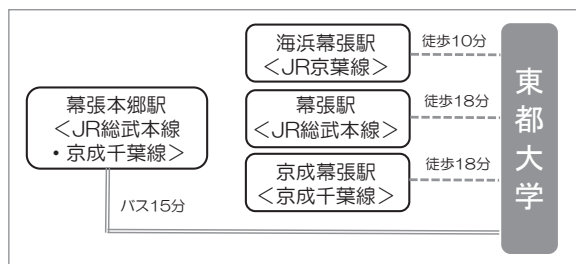 海浜幕張駅
<JR京葉線>
徒歩10分
幕張本郷駅
<JR総武本線
・京成千葉線>
幕張駅
<JR総武本線>
徒歩18分
京成幕張駅
<京成千葉線>
徒歩18分
バス15分
東都大学